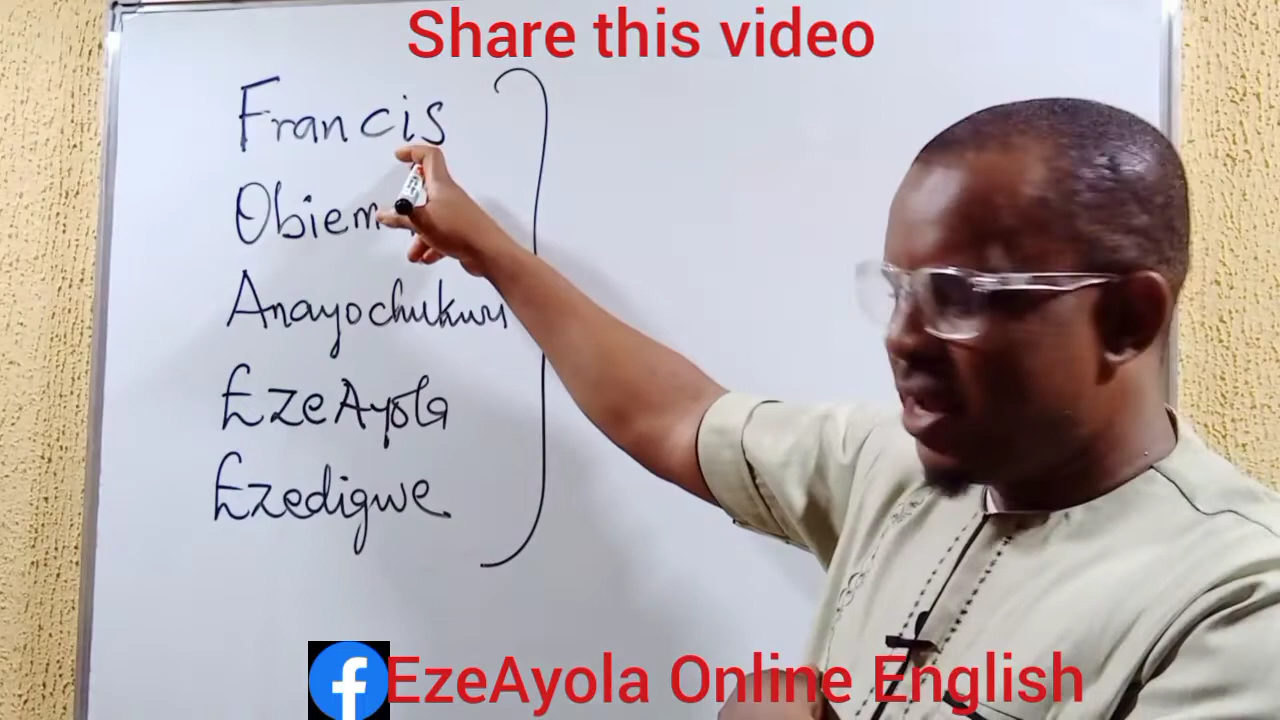 Share this video
Francis
Anayochukwu
EzeAyola
Ezedigwe
EzeAyola Online English